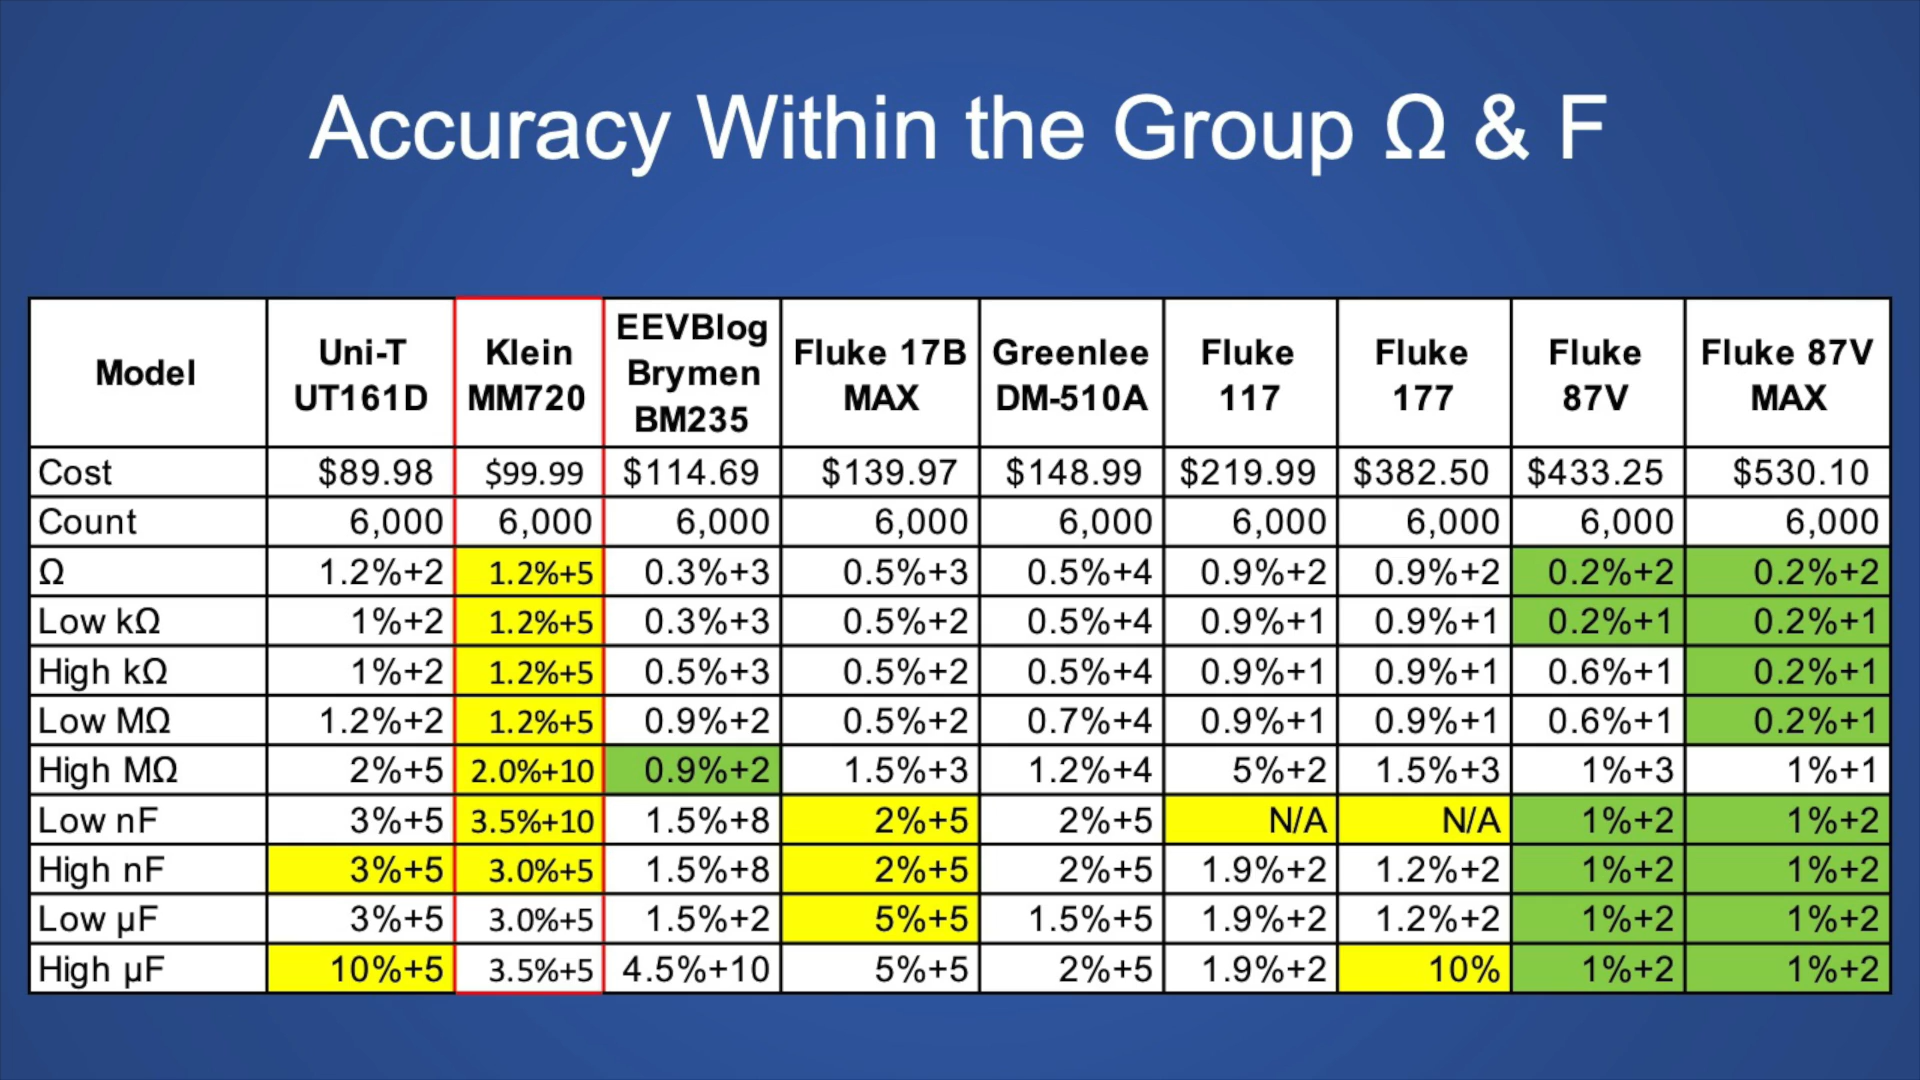 Accuracy Within the Group Ω & F
Model Uni-T UT161D Klein MM720 EEVBlog Brymen BM235 Fluke 17B MAX Greenlee DM-510A Fluke 117 Fluke 177 Fluke 87V Fluke 87V MAX
Cost $89.98 $99.99 $114.69 $139.97 $148.99 $219.99 $382.50 $433.25 $530.10
Count 6,000 6,000 6,000 6,000 6,000 6,000 6,000 6,000 6,000
Ω 1.2%+2 1.2%+5 0.3%+3 0.5%+3 0.5%+4 0.9%+2 0.9%+2 0.2%+2 0.2%+2
Low kΩ 1%+2 1.2%+5 0.3%+3 0.5%+2 0.5%+4 0.9%+1 0.9%+1 0.2%+1 0.2%+1
High kΩ 1%+2 1.2%+5 0.5%+3 0.5%+2 0.5%+4 0.9%+1 0.9%+1 0.6%+1 0.2%+1
Low MΩ 1.2%+2 1.2%+5 0.9%+2 0.5%+2 0.7%+4 0.9%+1 0.9%+1 0.6%+1 0.2%+1
High MΩ 2%+5 2.0%+10 0.9%+2 1.5%+3 1.2%+4 5%+2 1.5%+3 1%+3 1%+1
Low nF 3%+5 3.5%+10 1.5%+8 2%+5 2%+5 N/A N/A 1%+2 1%+2
High nF 3%+5 3.0%+5 1.5%+8 2%+5 2%+5 1.9%+2 1.2%+2 1%+2 1%+2
Low µF 3%+5 3.0%+5 1.5%+2 5%+5 1.5%+5 1.9%+2 1.2%+2 1%+2 1%+2
High µF 10%+5 3.5%+5 4.5%+10 5%+5 2%+5 1.9%+2 10% 1%+2 1%+2